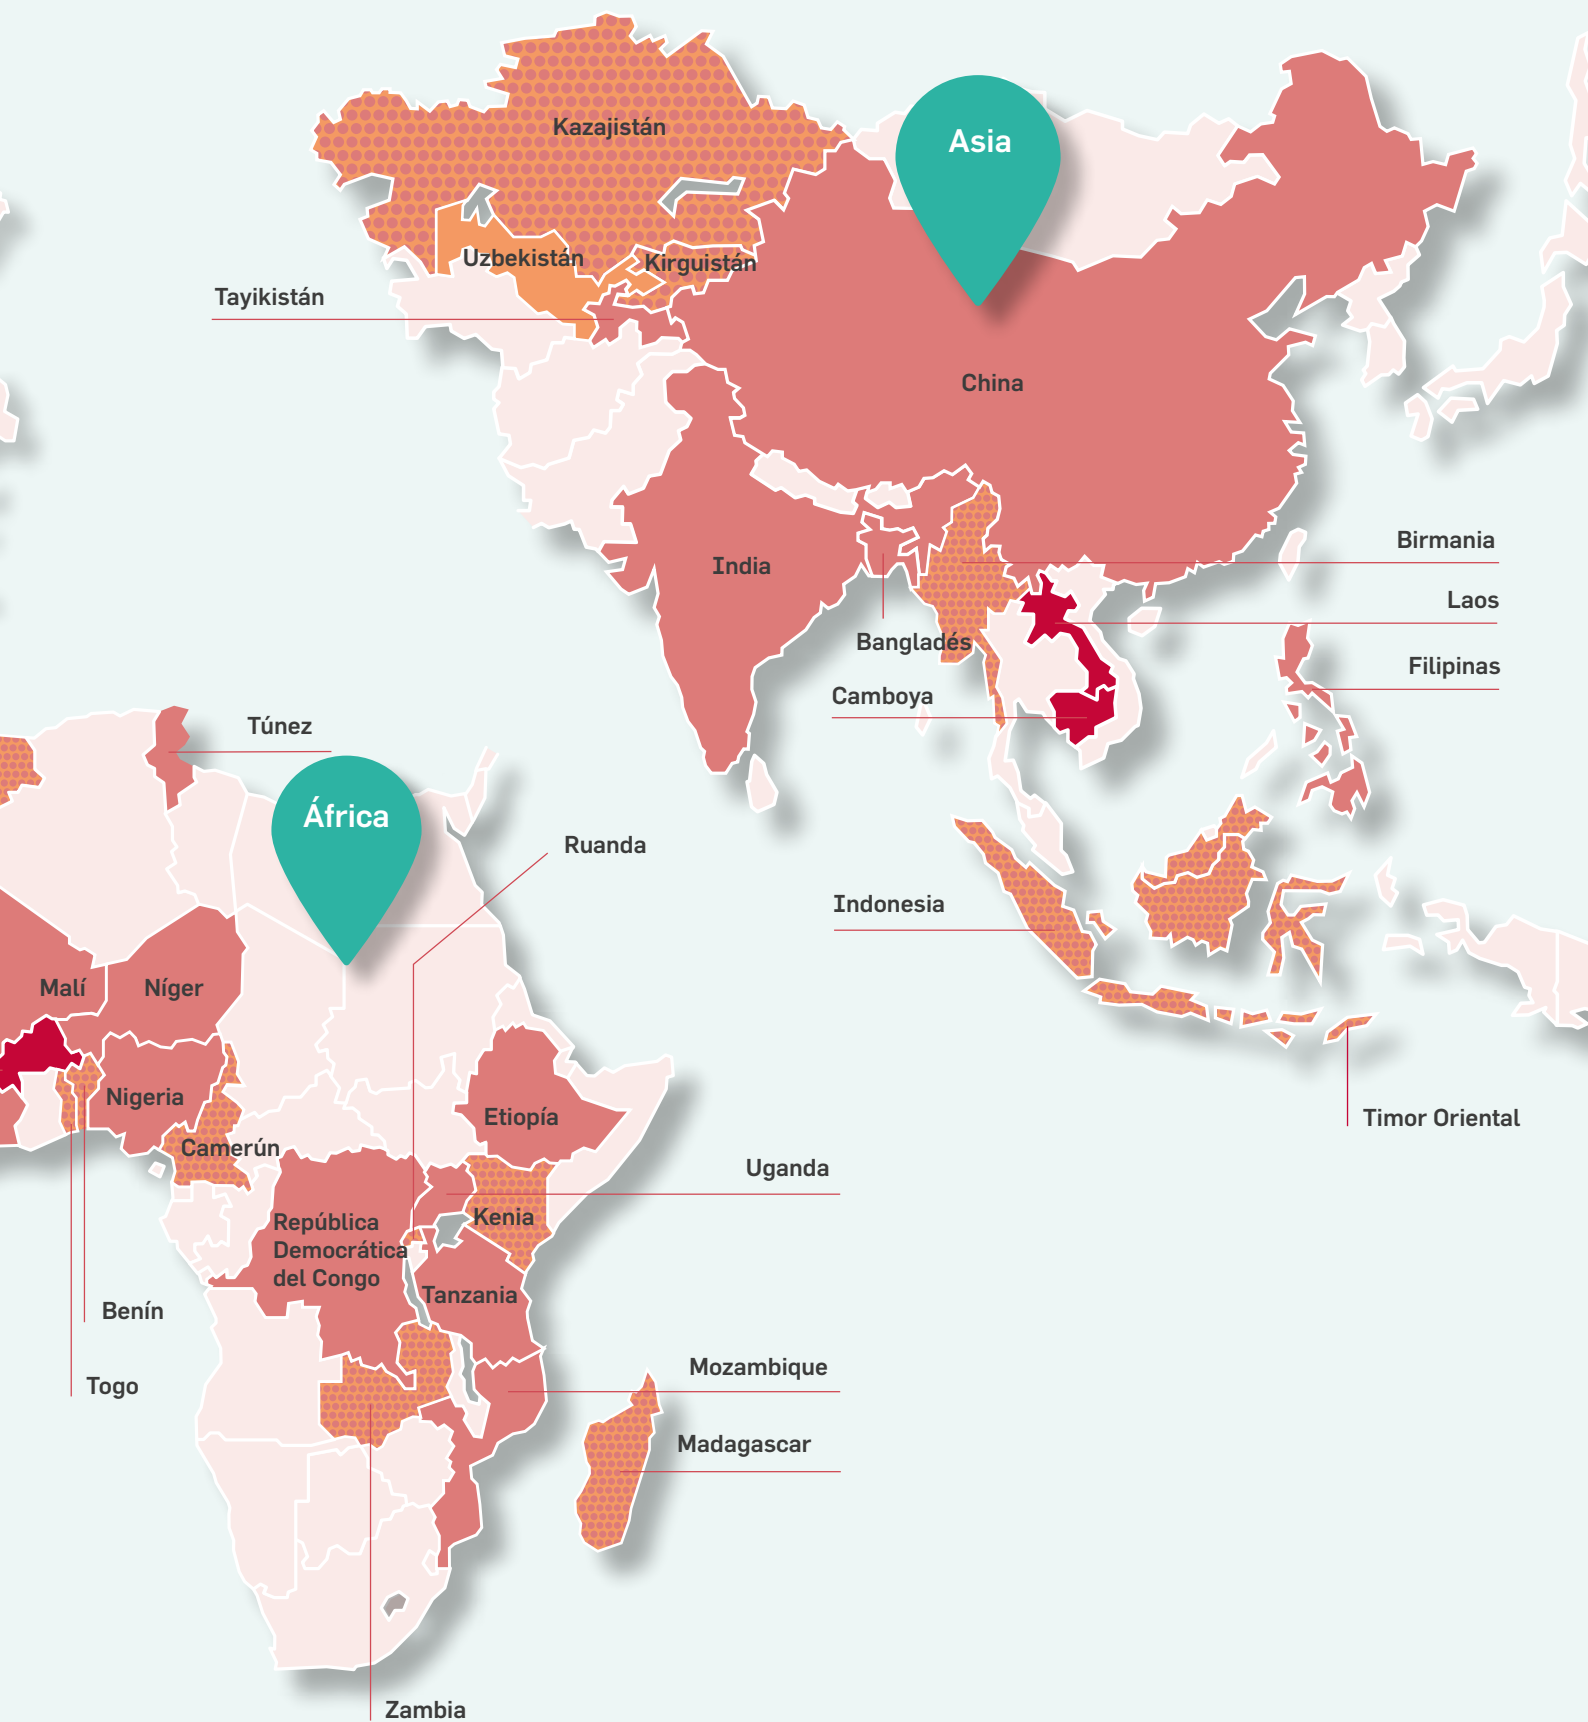 Asia
Kazajistán
Uzbekistán
Kirguistán
Tayikistán
China
Birmania
India
Laos
Bangladés
Filipinas
Camboya
Túnez
África
Ruanda
Indonesia
Malí
Níger
Nigeria
Etiopía
Timor Oriental
Camerún
Uganda
Kenia
República
Democrática
del Congo
Tanzania
Benín
Mozambique
Togo
Madagascar
Zambia